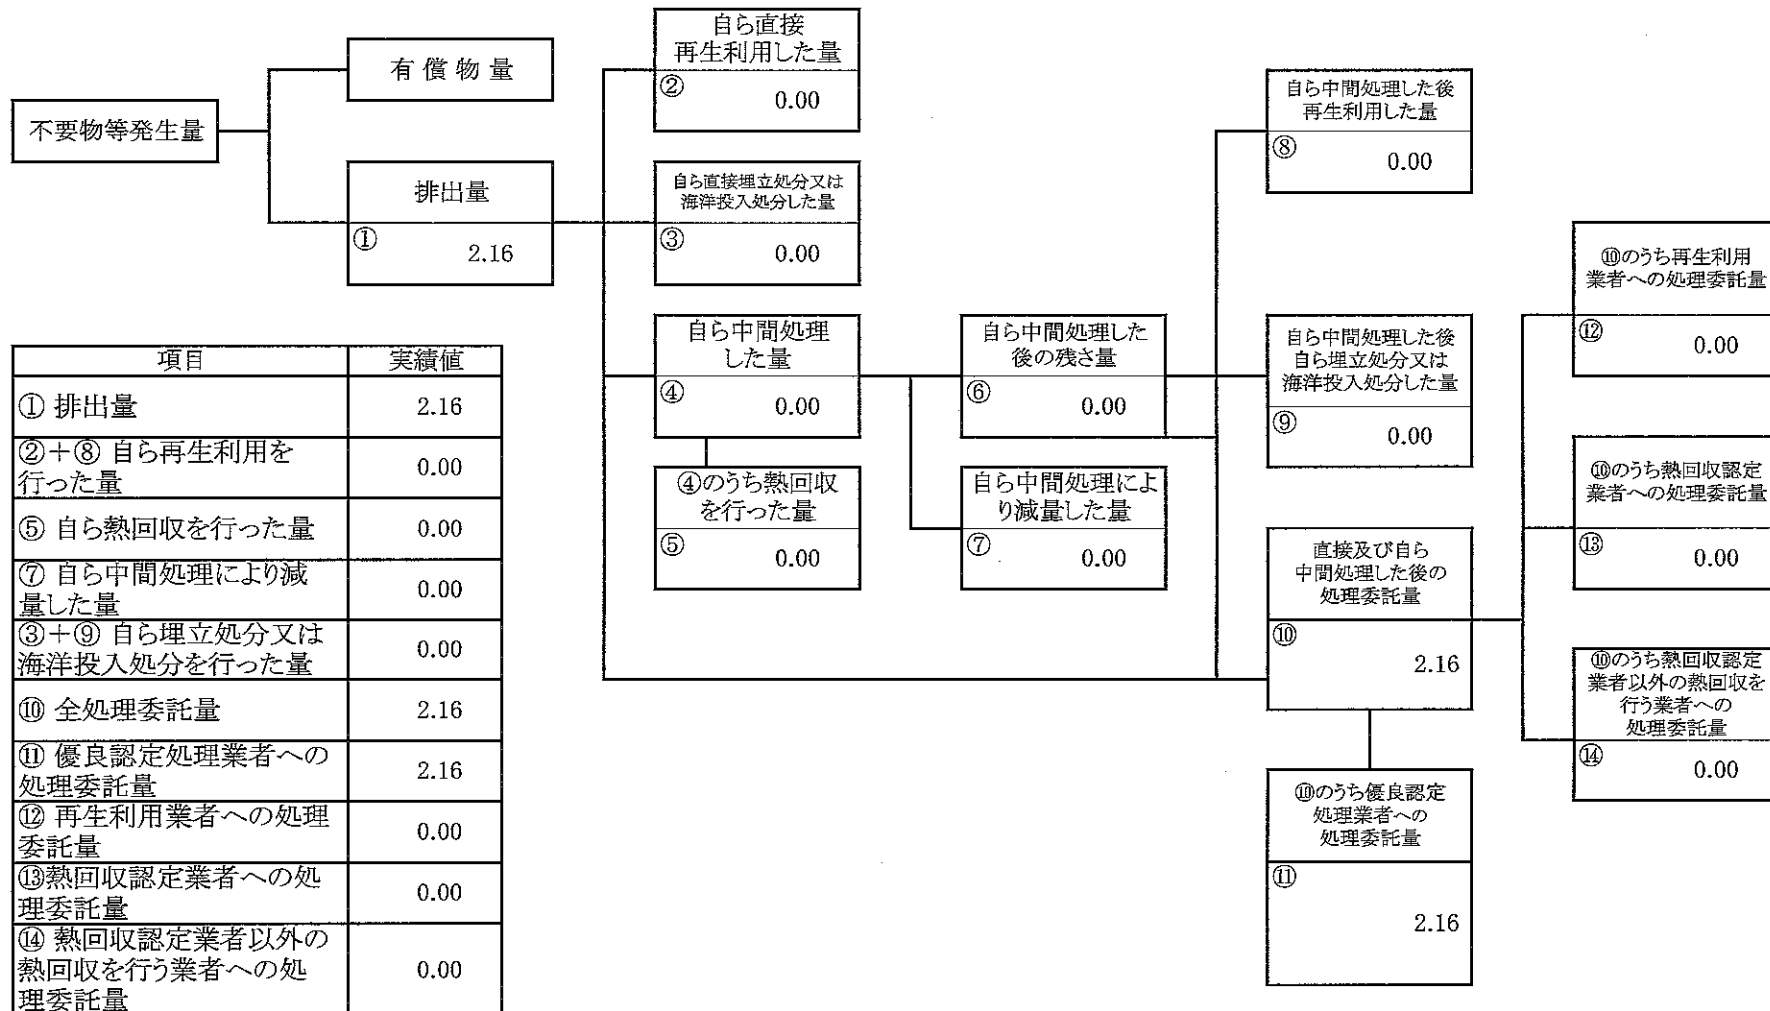 不要物等発生量
有償物量
排出量
①
2.16
自ら直接
再生利用した量
②
0.00
自ら直接埋立処分又は
海洋投入処分した量
③
0.00
自ら中間処理
した量
④
0.00
④のうち熱回収
を行った量
⑤
0.00
自ら中間処理した
後の残さ量
⑥
0.00
自ら中間処理によ
り減量した量
⑦
0.00
自ら中間処理した後
再生利用した量
⑧
0.00
自ら中間処理した後
自ら埋立処分又は
海洋投入処分した量
⑨
0.00
直接及び自ら
中間処理した後の
処理委託量
⑩
2.16
⑩のうち優良認定
処理業者への
処理委託量
⑪
2.16
⑩のうち再生利用
業者への処理委託量
⑫
0.00
⑩のうち熱回収認定
業者への処理委託量
⑬
0.00
⑩のうち熱回収認定
業者以外の熱回収を
行う業者への
処理委託量
⑭
0.00
項目 実績値
① 排出量 2.16
②+⑧ 自ら再生利用を
行った量 0.00
⑤ 自ら熱回収を行った量 0.00
⑦ 自ら中間処理により減
量した量 0.00
③+⑨ 自ら埋立処分又は
海洋投入処分を行った量 0.00
⑩ 全処理委託量 2.16
⑪ 優良認定処理業者への
処理委託量 2.16
⑫ 再生利用業者への処理
委託量 0.00
⑬熱回収認定業者への処
理委託量 0.00
⑭ 熱回収認定業者以外の
熱回収を行う業者への処
理委託量 0.00